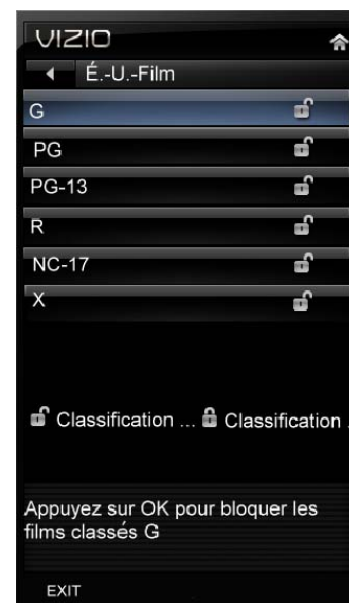 VIZIO
É.-U.-Film
G
PG
PG-13
R
NC-17
X
Classification ... Classification .
Appuyez sur OK pour bloquer les
films classés G
EXIT